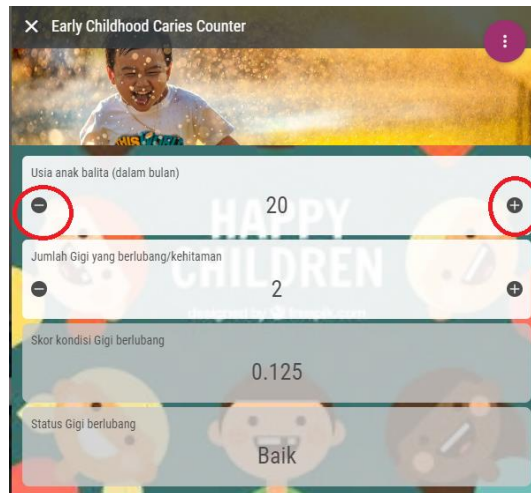 Early Childhood Caries Counter
Usia anak balita (dalam bulan)
20
HAPPY
Jumlah Gigi yang berlubang/kehitaman
CHILDREN
2
designed by freepik.com
Skor kondisi Gigi berlubang
0.125
Status Gigi berlubang
Baik